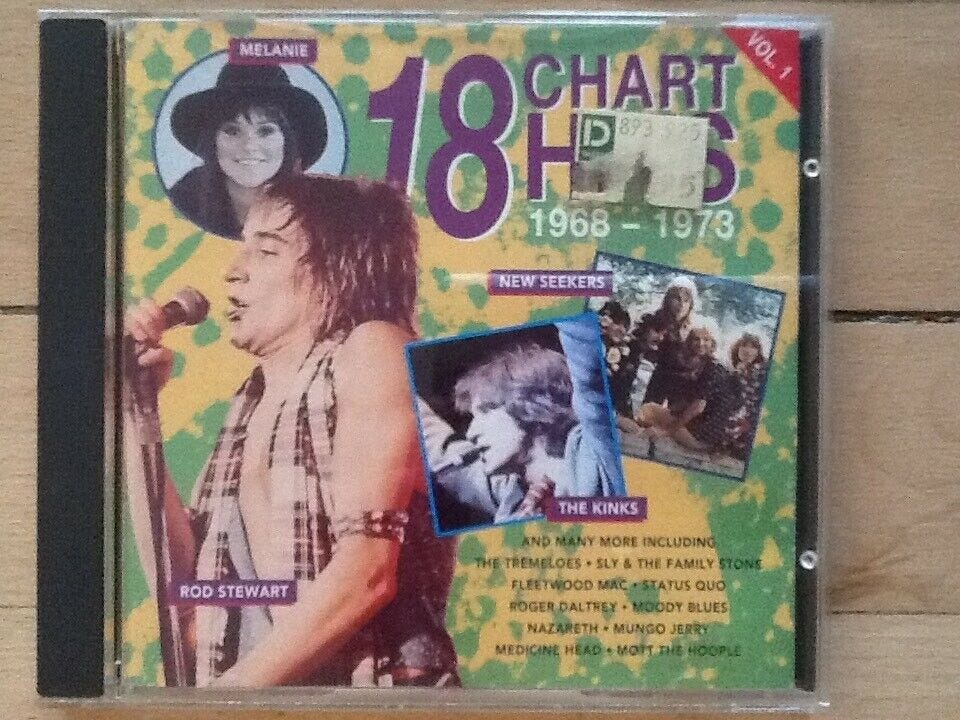 MELANIE
VOL. 1
18 CHART
HITS
893 525
1968 – 1973
NEW SEEKERS
THE KINKS
ROD STEWART
AND MANY MORE INCLUDING
THE TREMELOES • SLY & THE FAMILY STONE
FLEETWOOD MAC • STATUS QUO
ROGER DALTREY • MOODY BLUES
NAZARETH • MUNGO JERRY
MEDICINE HEAD • MOTT THE HOOPLE